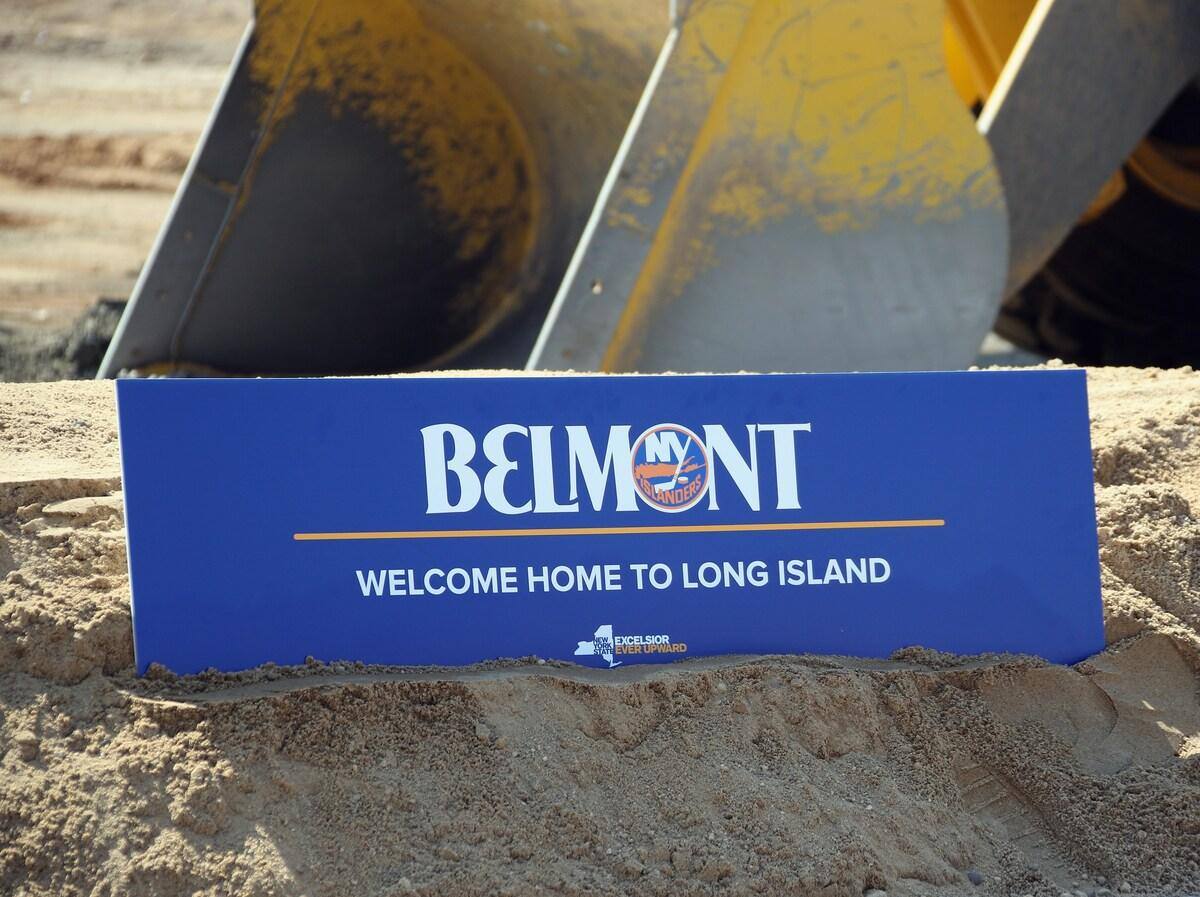 BELMONT
NY
ISLANDERS
WELCOME HOME TO LONG ISLAND
NEW
YORK
STATE
EXCELSIOR
EVER UPWARD